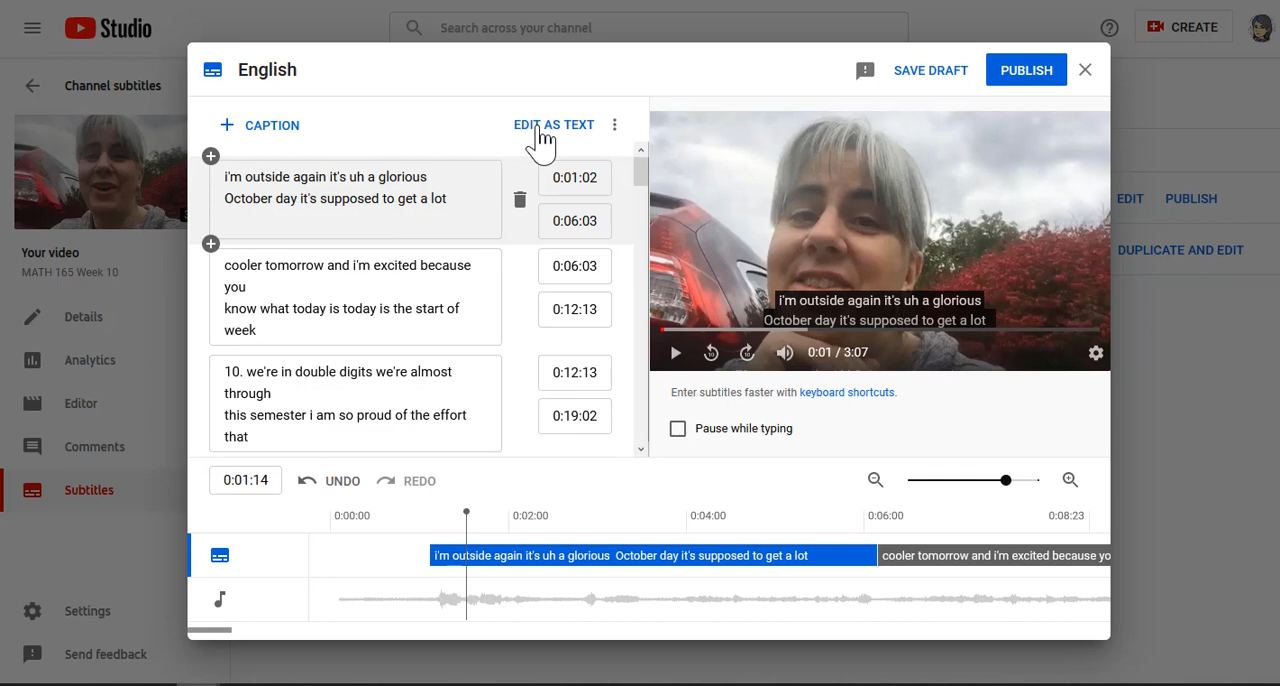 Studio
Search across your channel
CREATE
Channel subtitles
Your video
MATH 165 Week 10
Details
Analytics
Editor
Comments
Subtitles
Settings
Send feedback
English
SAVE DRAFT
PUBLISH
CAPTION
EDIT AS TEXT
i'm outside again it's uh a glorious
October day it's supposed to get a lot
0:01:02
0:06:03
cooler tomorrow and i'm excited because
you
know what today is today is the start of
week
0:06:03
0:12:13
10. we're in double digits we're almost
through
this semester i am so proud of the effort
that
0:12:13
0:19:02
i'm outside again it's uh a glorious
October day it's supposed to get a lot
10
10
0:01 / 3:07
Enter subtitles faster with keyboard shortcuts.
Pause while typing
EDIT
PUBLISH
DUPLICATE AND EDIT
0:01:14
UNDO
REDO
0:00:00
0:02:00
0:04:00
0:06:00
0:08:23
i'm outside again it's uh a glorious October day it's supposed to get a lot
cooler tomorrow and i'm excited because yo